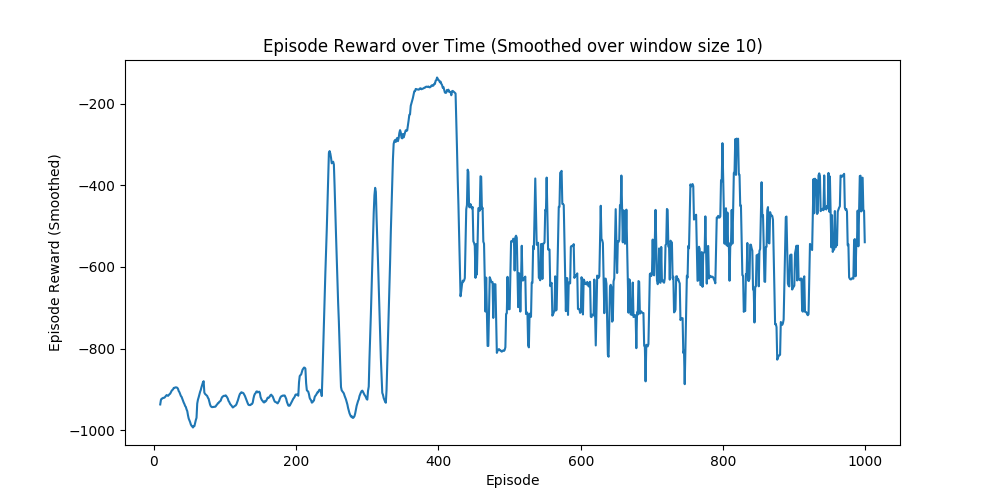 Episode Reward over Time (Smoothed over window size 10)
Episode Reward (Smoothed)
−200
−400
−600
−800
−1000
0 200 400 600 800 1000
Episode